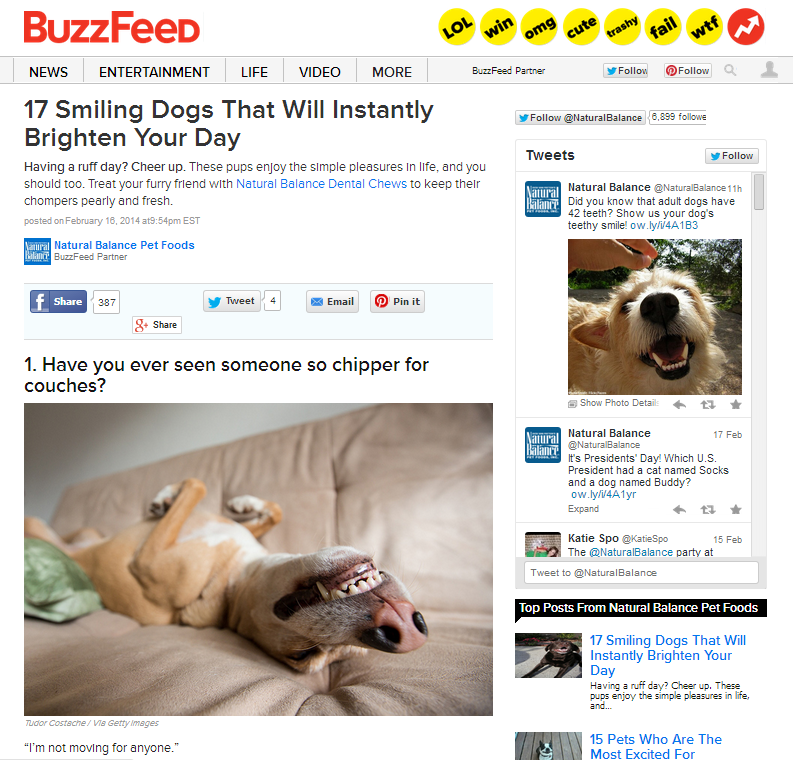 BuzzFeed
LOL
win
omg
cute
trashy
fail
wtf
NEWS
ENTERTAINMENT
LIFE
VIDEO
MORE
BuzzFeed Partner
Follow
Follow
17 Smiling Dogs That Will Instantly
Brighten Your Day
Having a ruff day? Cheer up. These pups enjoy the simple pleasures in life, and you
should too. Treat your furry friend with Natural Balance Dental Chews to keep their
chompers pearly and fresh.
posted on February 16, 2014 at 9:54pm EST
Natural Balance Pet Foods
BuzzFeed Partner
Share
387
Tweet
4
Email
Pin it
Share
1. Have you ever seen someone so chipper for
couches?
Tudor Costache / Via Getty Images
“I’m not moving for anyone.”
Follow @NaturalBalance
6,899 followe
Tweets
Follow
Natural Balance @NaturalBalance 11h
Did you know that adult dogs have
42 teeth? Show us your dog's
teethy smile! ow.ly/i/4A1B3
Show Photo Details
Natural Balance 17 Feb
@NaturalBalance
It's Presidents' Day! Which U.S.
President had a cat named Socks
and a dog named Buddy?
ow.ly/i/4A1yr
Expand
Katie Spo @KatieSpo 15 Feb
The @NaturalBalance party at
Tweet to @NaturalBalance
Top Posts From Natural Balance Pet Foods
17 Smiling Dogs That Will
Instantly Brighten Your
Day
Having a ruff day? Cheer up. These
pups enjoy the simple pleasures in life,
and...
15 Pets Who Are The
Most Excited For